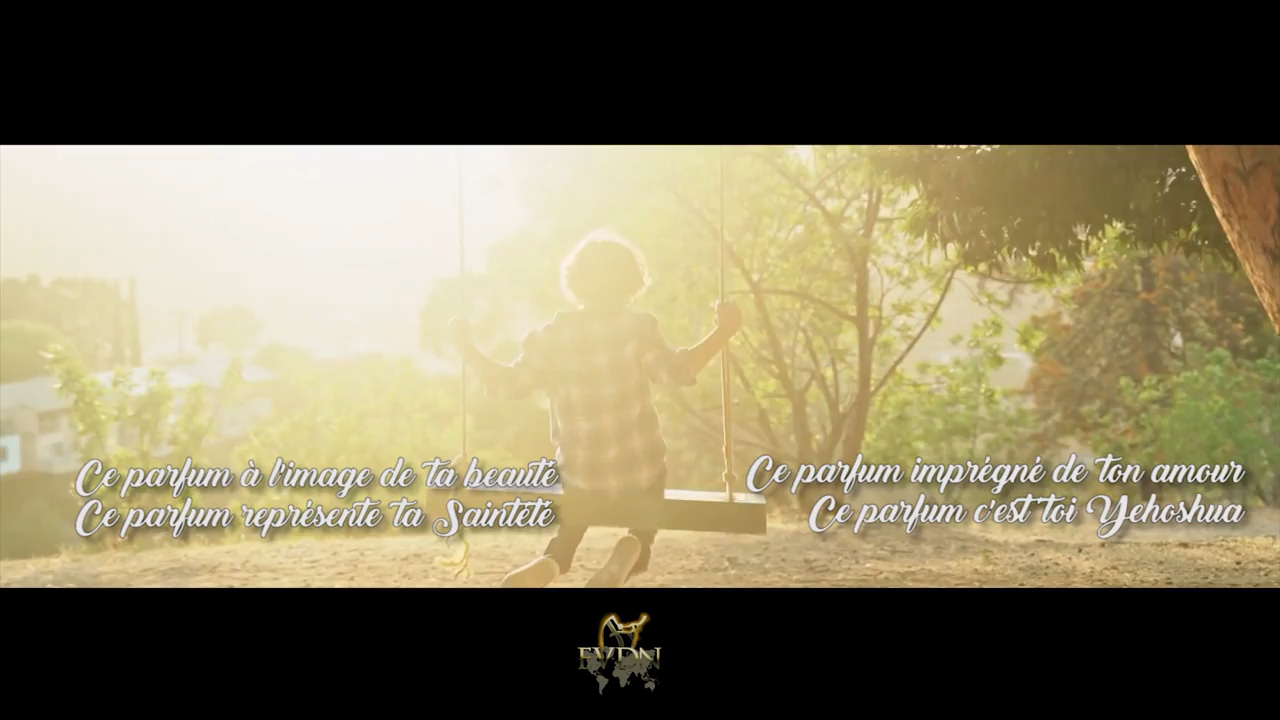 Ce parfum à l'image de ta beauté
Ce parfum représente ta Sainteté
Ce parfum imprégné de ton amour
Ce parfum c'est toi Yehoshua
EVDN